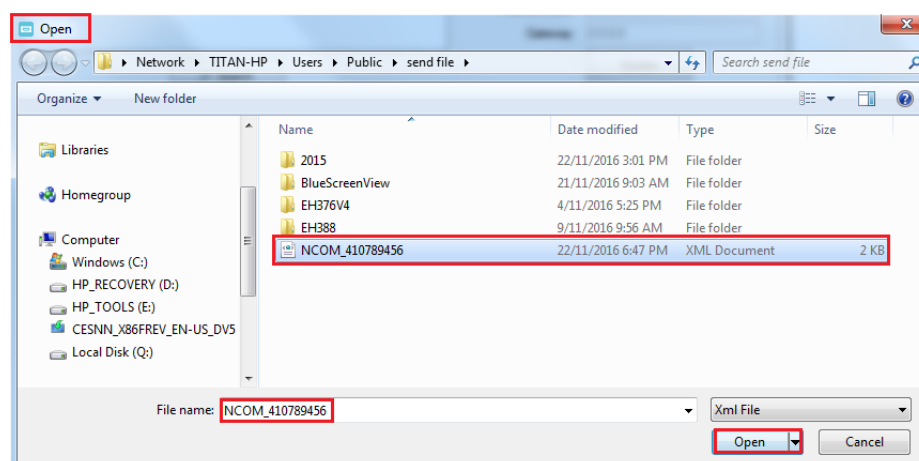 Open
Network ▸ TITAN-HP ▸ Users ▸ Public ▸ send file ▸
Search send file
Organize New folder
Name Date modified Type Size
Libraries
Homegroup
Computer
Windows (C:)
HP_RECOVERY (D:)
HP_TOOLS (E:)
CESNN_X86FREV_EN-US_DV5
Local Disk (Q:)
2015 22/11/2016 3:01 PM File folder
BlueScreenView 21/11/2016 9:03 AM File folder
EH376V4 4/11/2016 5:25 PM File folder
EH388 9/11/2016 9:56 AM File folder
NCOM_410789456 22/11/2016 6:47 PM XML Document 2 KB
File name: NCOM_410789456
Xml File
Open Cancel